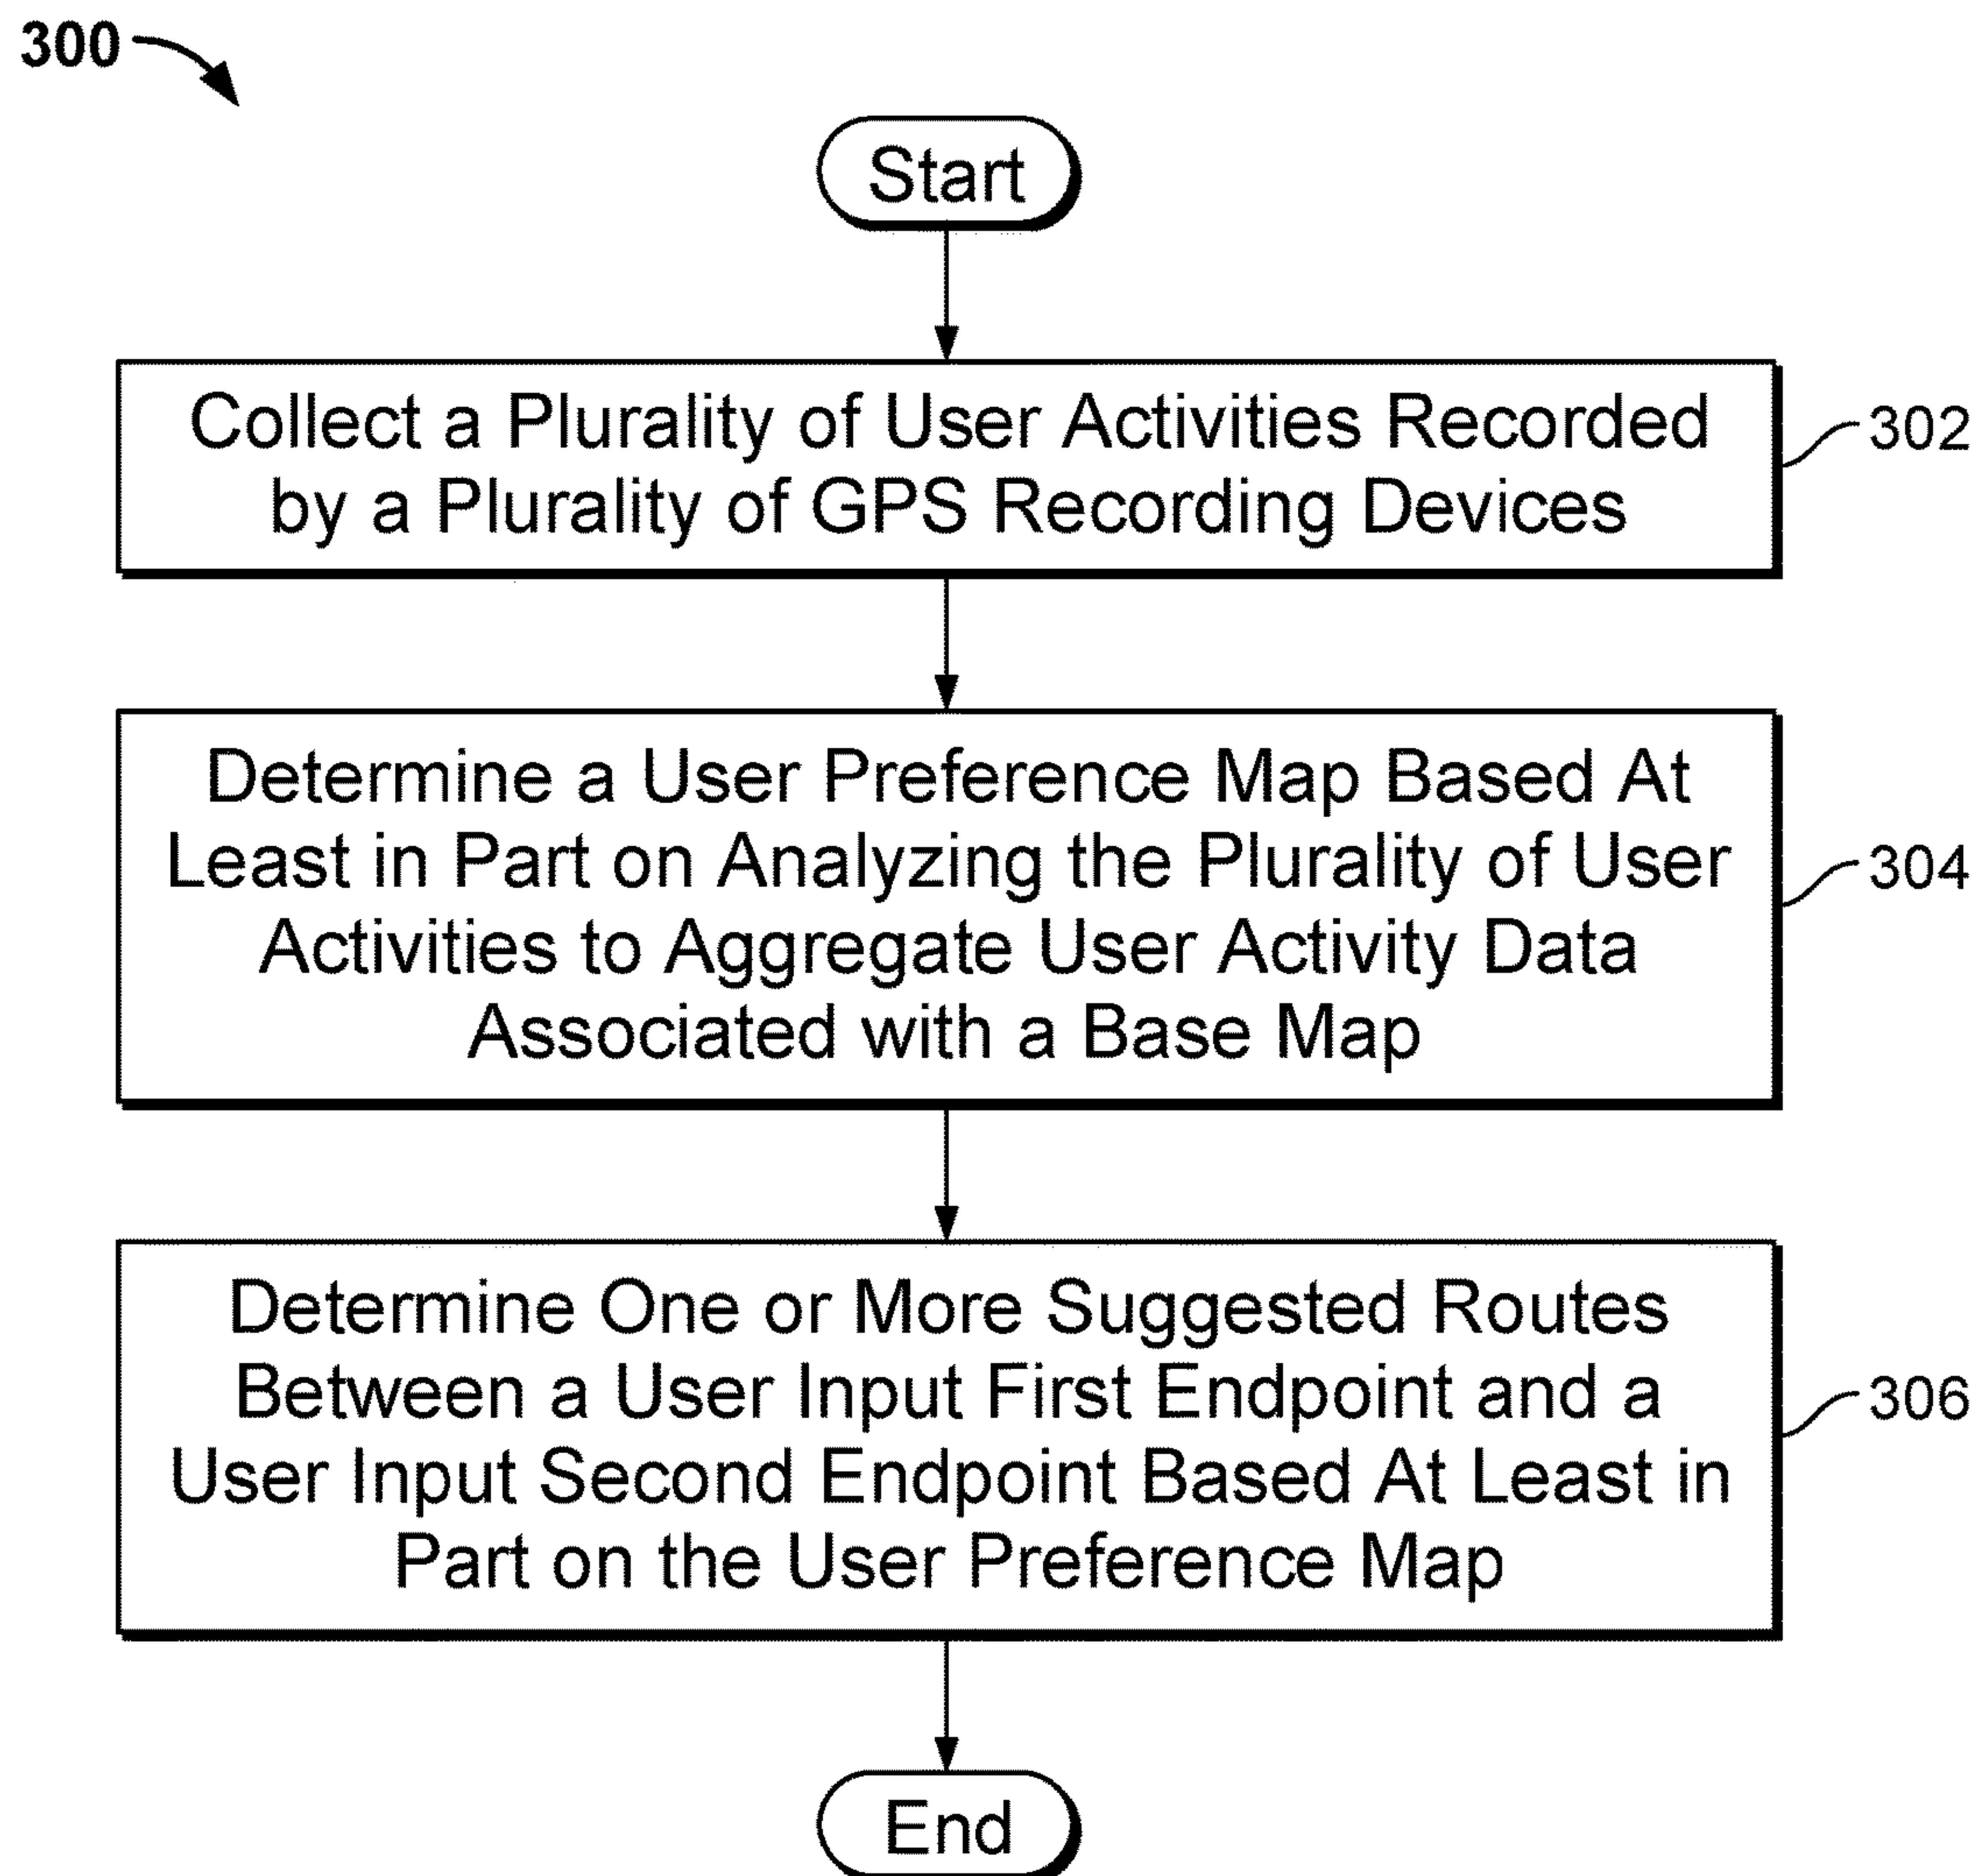 300
Start
Collect a Plurality of User Activities Recorded
by a Plurality of GPS Recording Devices
302
Determine a User Preference Map Based At
Least in Part on Analyzing the Plurality of User
Activities to Aggregate User Activity Data
Associated with a Base Map
304
Determine One or More Suggested Routes
Between a User Input First Endpoint and a
User Input Second Endpoint Based At Least in
Part on the User Preference Map
306
End